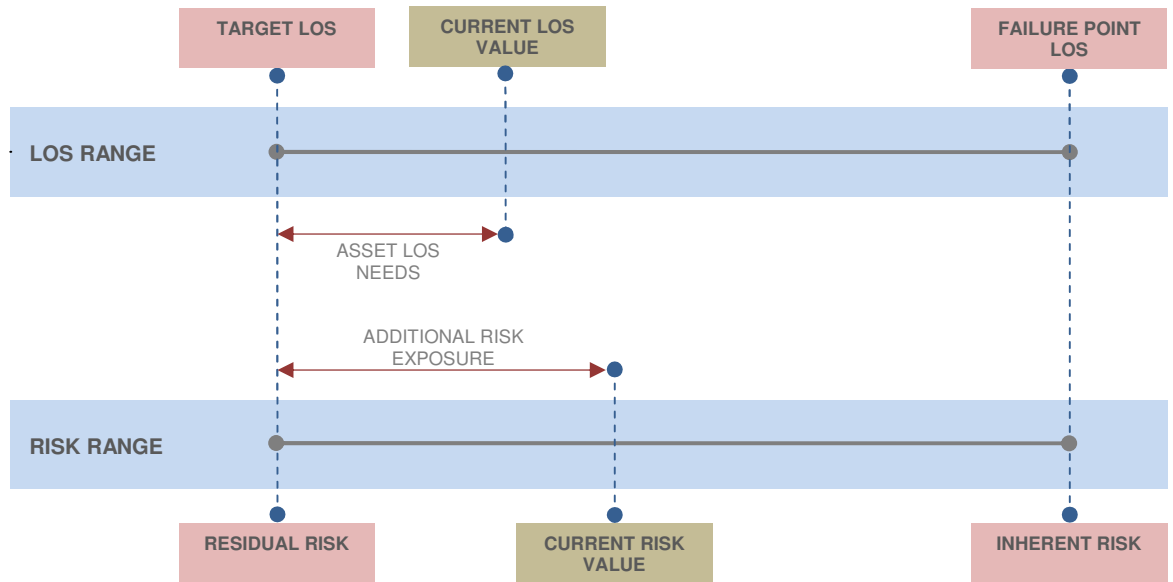 TARGET LOS
CURRENT LOS
VALUE
FAILURE POINT
LOS
LOS RANGE
ASSET LOS
NEEDS
ADDITIONAL RISK
EXPOSURE
RISK RANGE
RESIDUAL RISK
CURRENT RISK
VALUE
INHERENT RISK